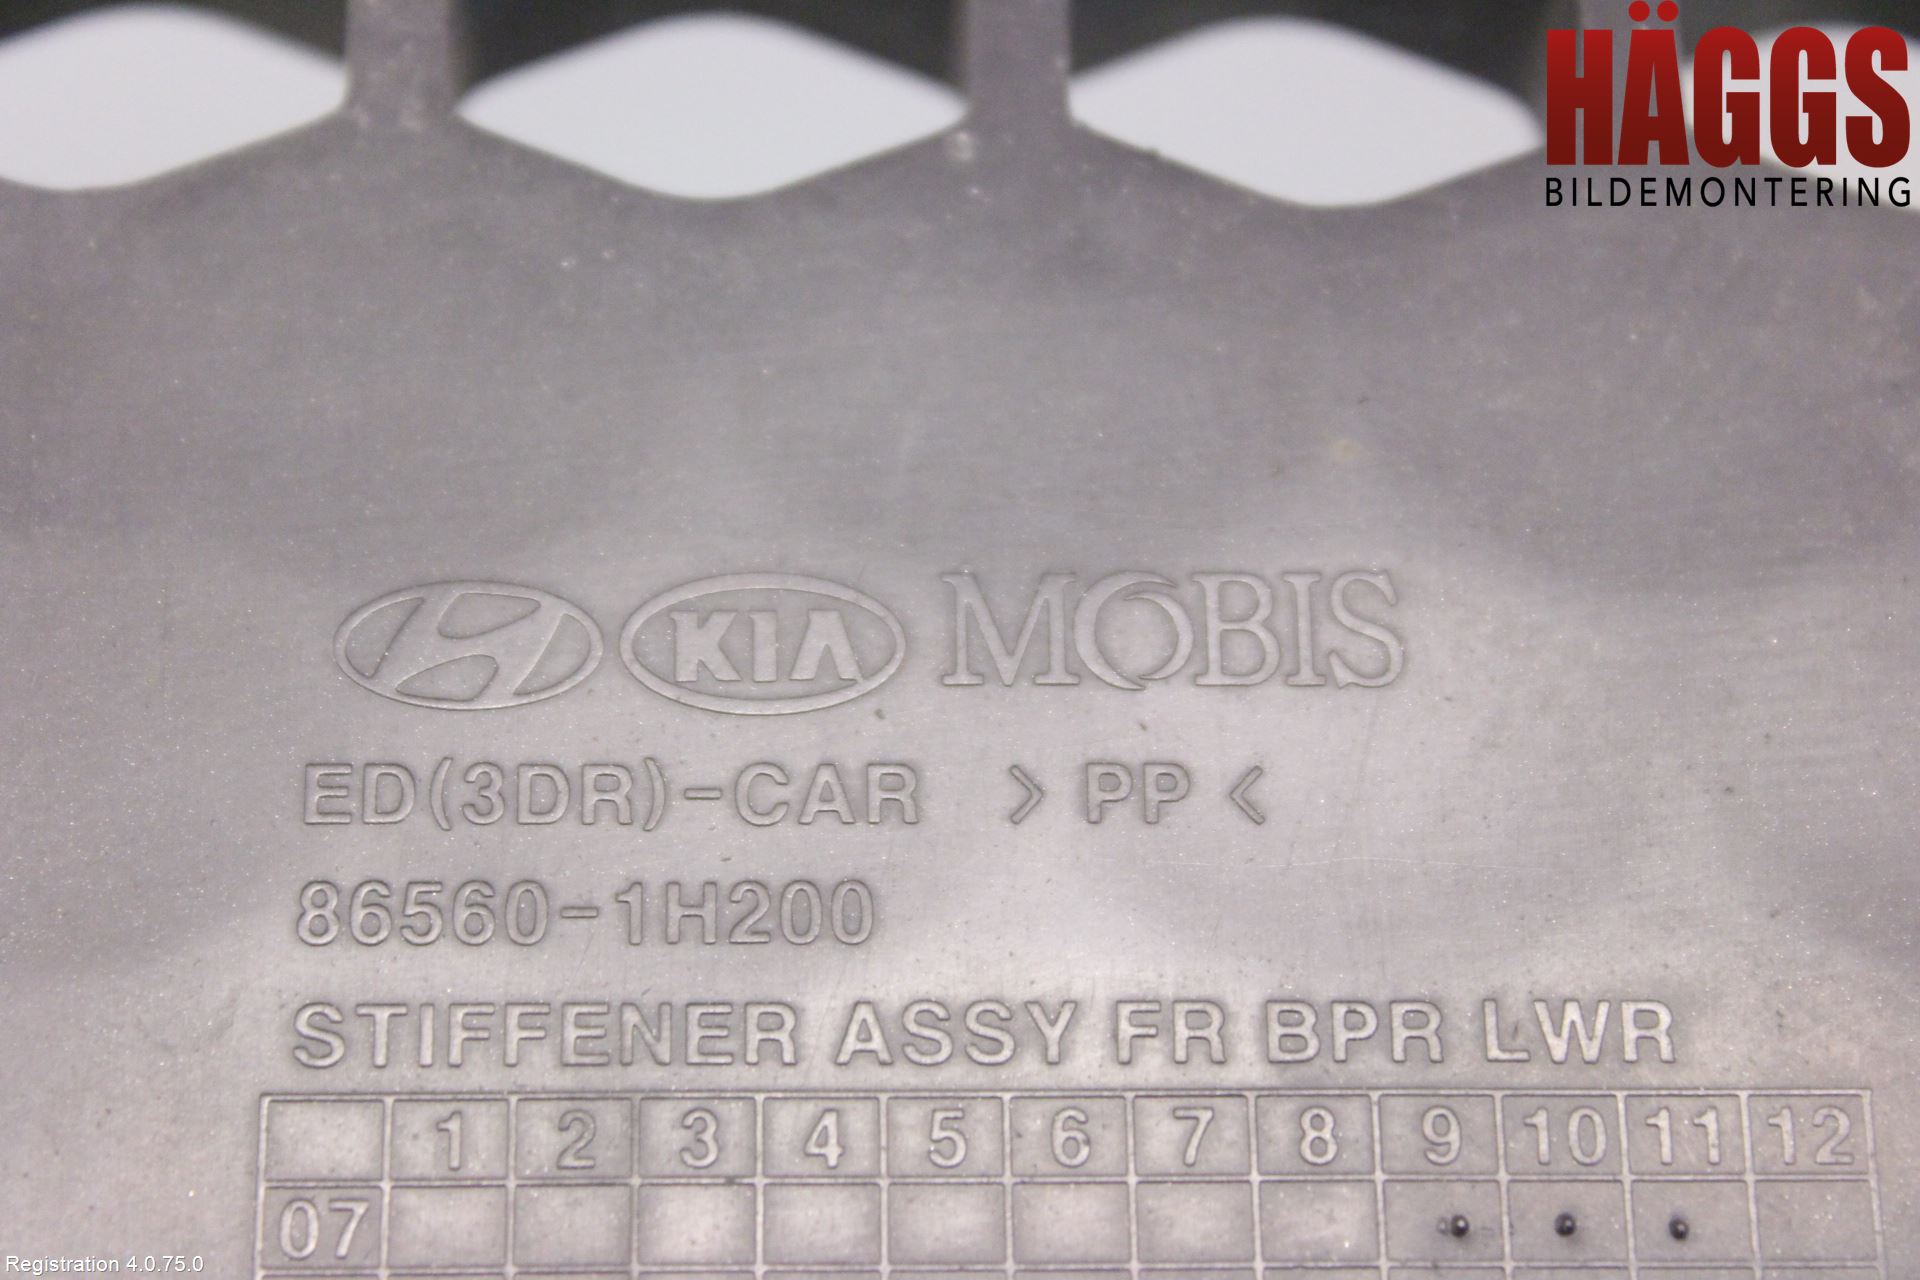 HÄGGS
BILDEMONTERING
KIA MOBIS
ED(3DR)-CAR > PP <
86560-1H200
STIFFENER ASSY FR BPR LWR
1 2 3 4 5 6 7 8 9 10 11 12
07
Registration 4.0.75.0